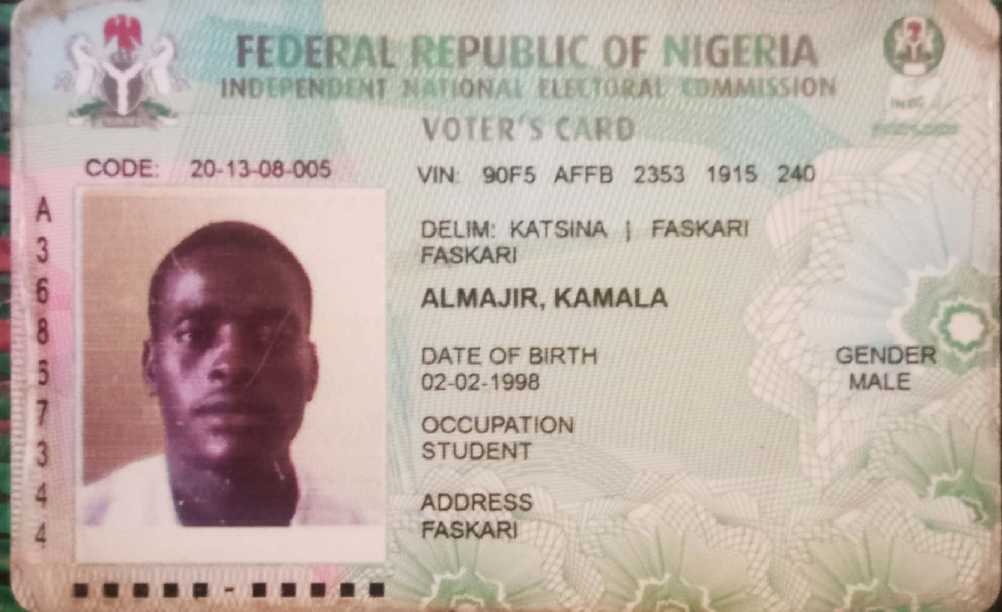 FEDERAL REPUBLIC OF NIGERIA
INDEPENDENT NATIONAL ELECTORAL COMMISSION
VOTER'S CARD
CODE: 20-13-08-005
VIN: 90F5 AFFB 2353 1915 240
DELIM: KATSINA | FASKARI
FASKARI
ALMAJIR, KAMALA
DATE OF BIRTH
02-02-1998
GENDER
MALE
OCCUPATION
STUDENT
ADDRESS
FASKARI
A
3
6
8
6
7
3
4
4